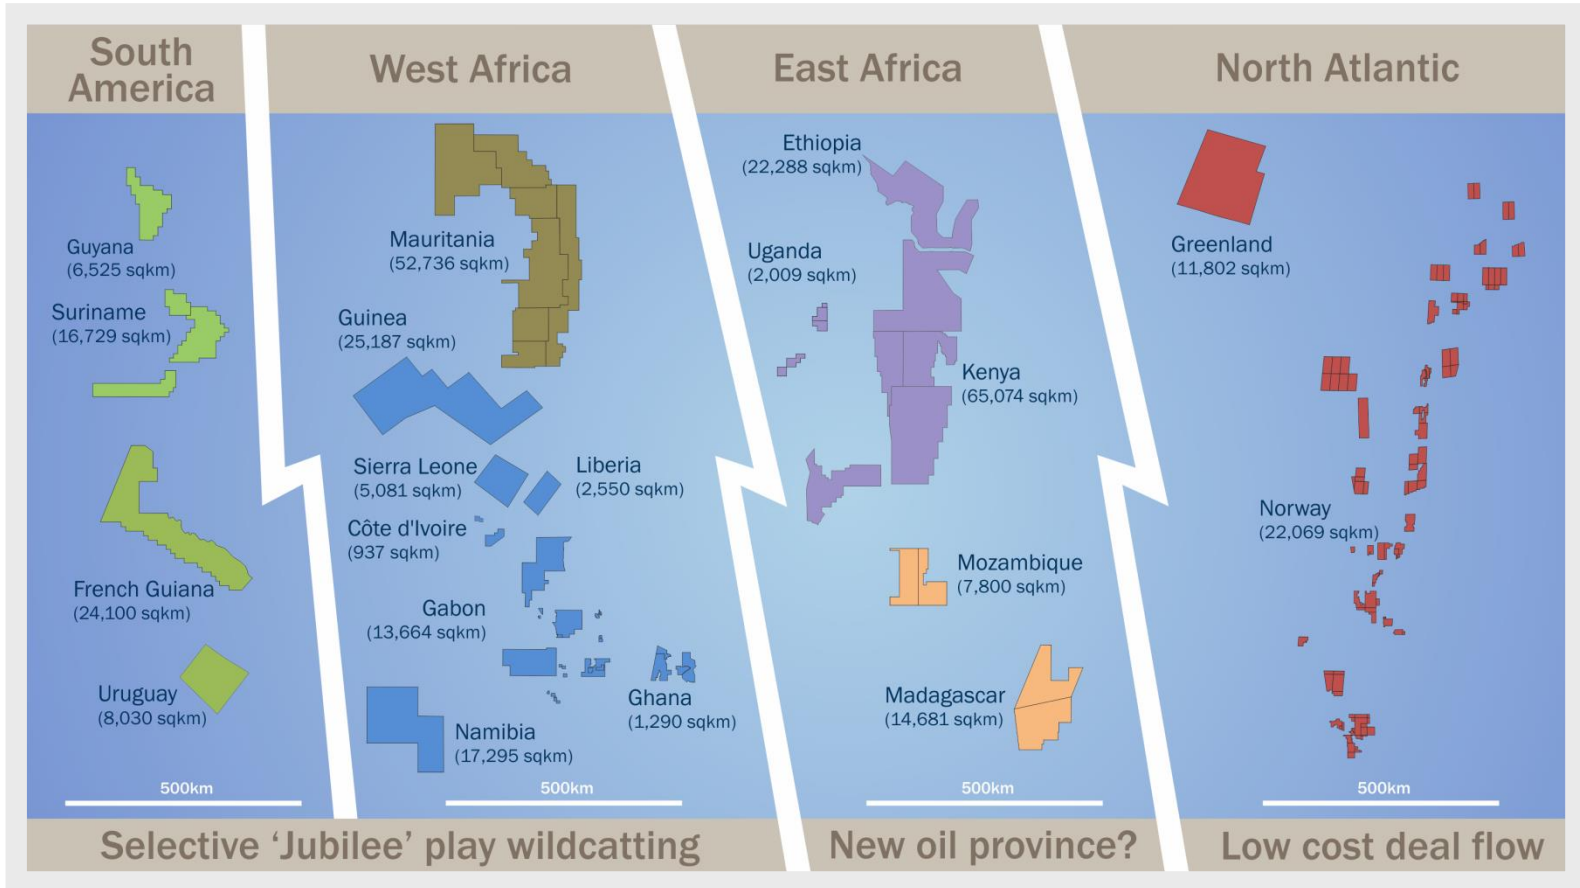 South
America
West Africa
East Africa
North Atlantic
Guyana
(6,525 sqkm)
Suriname
(16,729 sqkm)
French Guiana
(24,100 sqkm)
Uruguay
(8,030 sqkm)
500km
Mauritania
(52,736 sqkm)
Guinea
(25,187 sqkm)
Sierra Leone
(5,081 sqkm)
Liberia
(2,550 sqkm)
Côte d'Ivoire
(937 sqkm)
Gabon
(13,664 sqkm)
Ghana
(1,290 sqkm)
Namibia
(17,295 sqkm)
500km
Ethiopia
(22,288 sqkm)
Uganda
(2,009 sqkm)
Kenya
(65,074 sqkm)
Mozambique
(7,800 sqkm)
Madagascar
(14,681 sqkm)
500km
Greenland
(11,802 sqkm)
Norway
(22,069 sqkm)
500km
Selective ‘Jubilee’ play wildcatting
New oil province?
Low cost deal flow